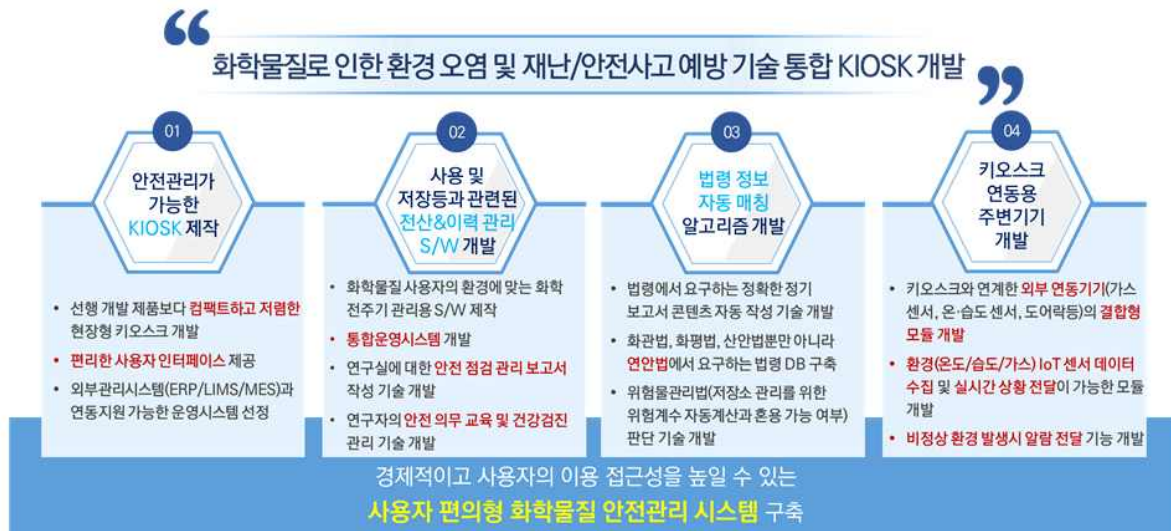 “
화학물질로 인한 환경 오염 및 재난/안전사고 예방 기술 통합 KIOSK 개발
”
01
안전관리가
가능한
KIOSK 제작
• 선행 개발 제품보다 컴팩트하고 저렴한
현장형 키오스크 개발
• 편리한 사용자 인터페이스 제공
• 외부관리시스템(ERP/LIMS/MES)과
연동지원 가능한 운영시스템 선정
02
사용 및
저장등과 관련된
전산&이력 관리
S/W 개발
• 화학물질 사용자의 환경에 맞는 화학
전주기 관리용 S/W 제작
• 통합운영시스템 개발
• 연구실에 대한 안전 점검 관리 보고서
작성 기술 개발
• 연구자의 안전 의무 교육 및 건강검진
관리 기술 개발
03
법령 정보
자동 매칭
알고리즘 개발
• 법령에서 요구하는 정확한 정기
보고서 콘텐츠 자동 작성 기술 개발
• 화관법, 화평법, 산안법뿐만 아니라
연안법에서 요구하는 법령 DB 구축
• 위험물관리법(저장소 관리를 위한
위험계수 자동계산과 혼용 가능 여부)
판단 기술 개발
04
키오스크
연동용
주변기기
개발
• 키오스크와 연계한 외부 연동기기(가스
센서, 온·습도 센서, 도어락등)의 결합형
모듈 개발
• 환경(온도/습도/가스) IoT 센서 데이터
수집 및 실시간 상황 전달이 가능한 모듈
개발
• 비정상 환경 발생시 알람 전달 기능 개발
경제적이고 사용자의 이용 접근성을 높일 수 있는
사용자 편의형 화학물질 안전관리 시스템 구축